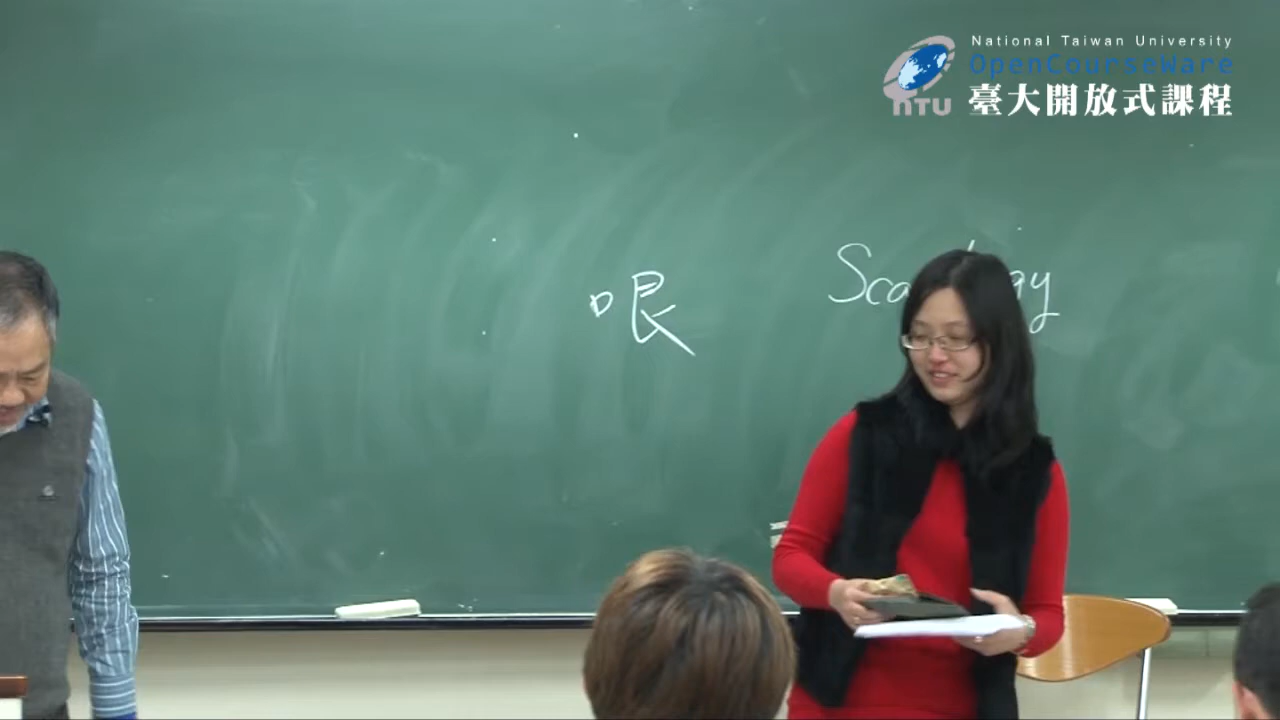 National Taiwan University
OpenCourseWare
NTU 臺大開放式課程
哏